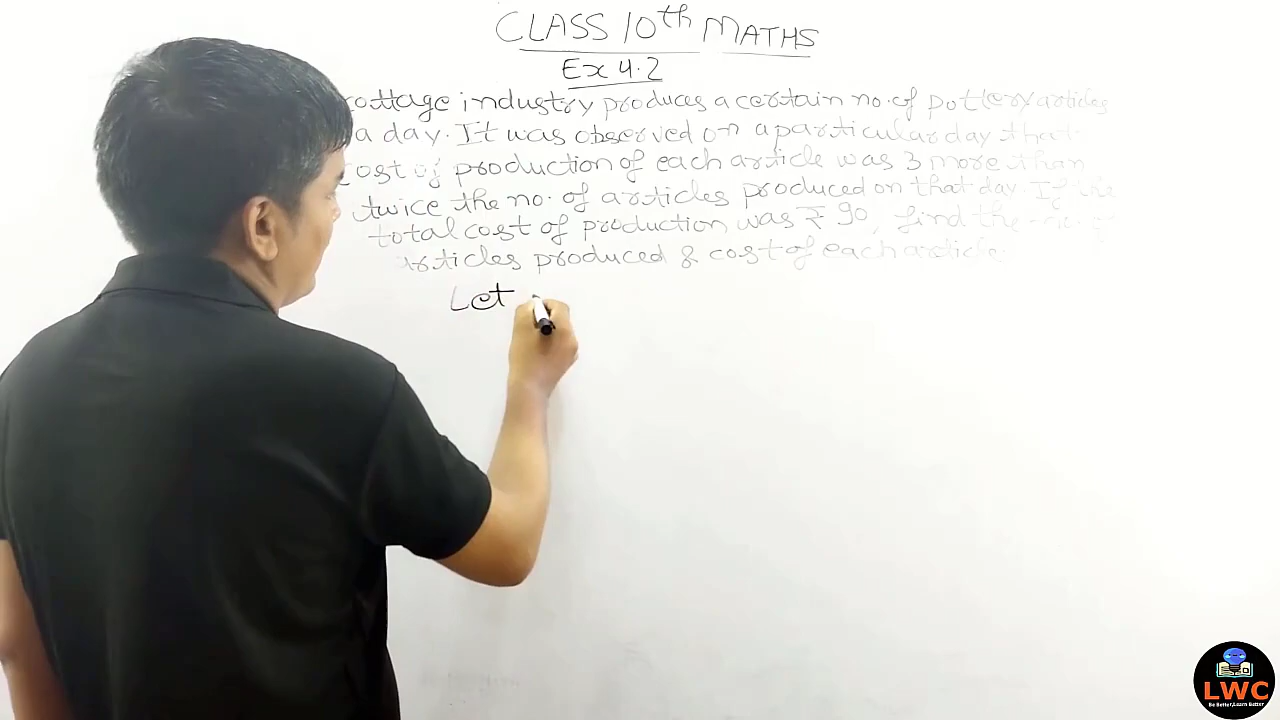 CLASS 10th MATHS
Ex 4.2
cottage industry produces a certain no. of pottery articles
a day. It was observed on a particular day that
cost of production of each article was 3 more than
twice the no. of articles produced on that day. If the
total cost of production was ₹ 90, find the no. of
articles produced & cost of each article.
Let
LWC
Be Better, Learn Better